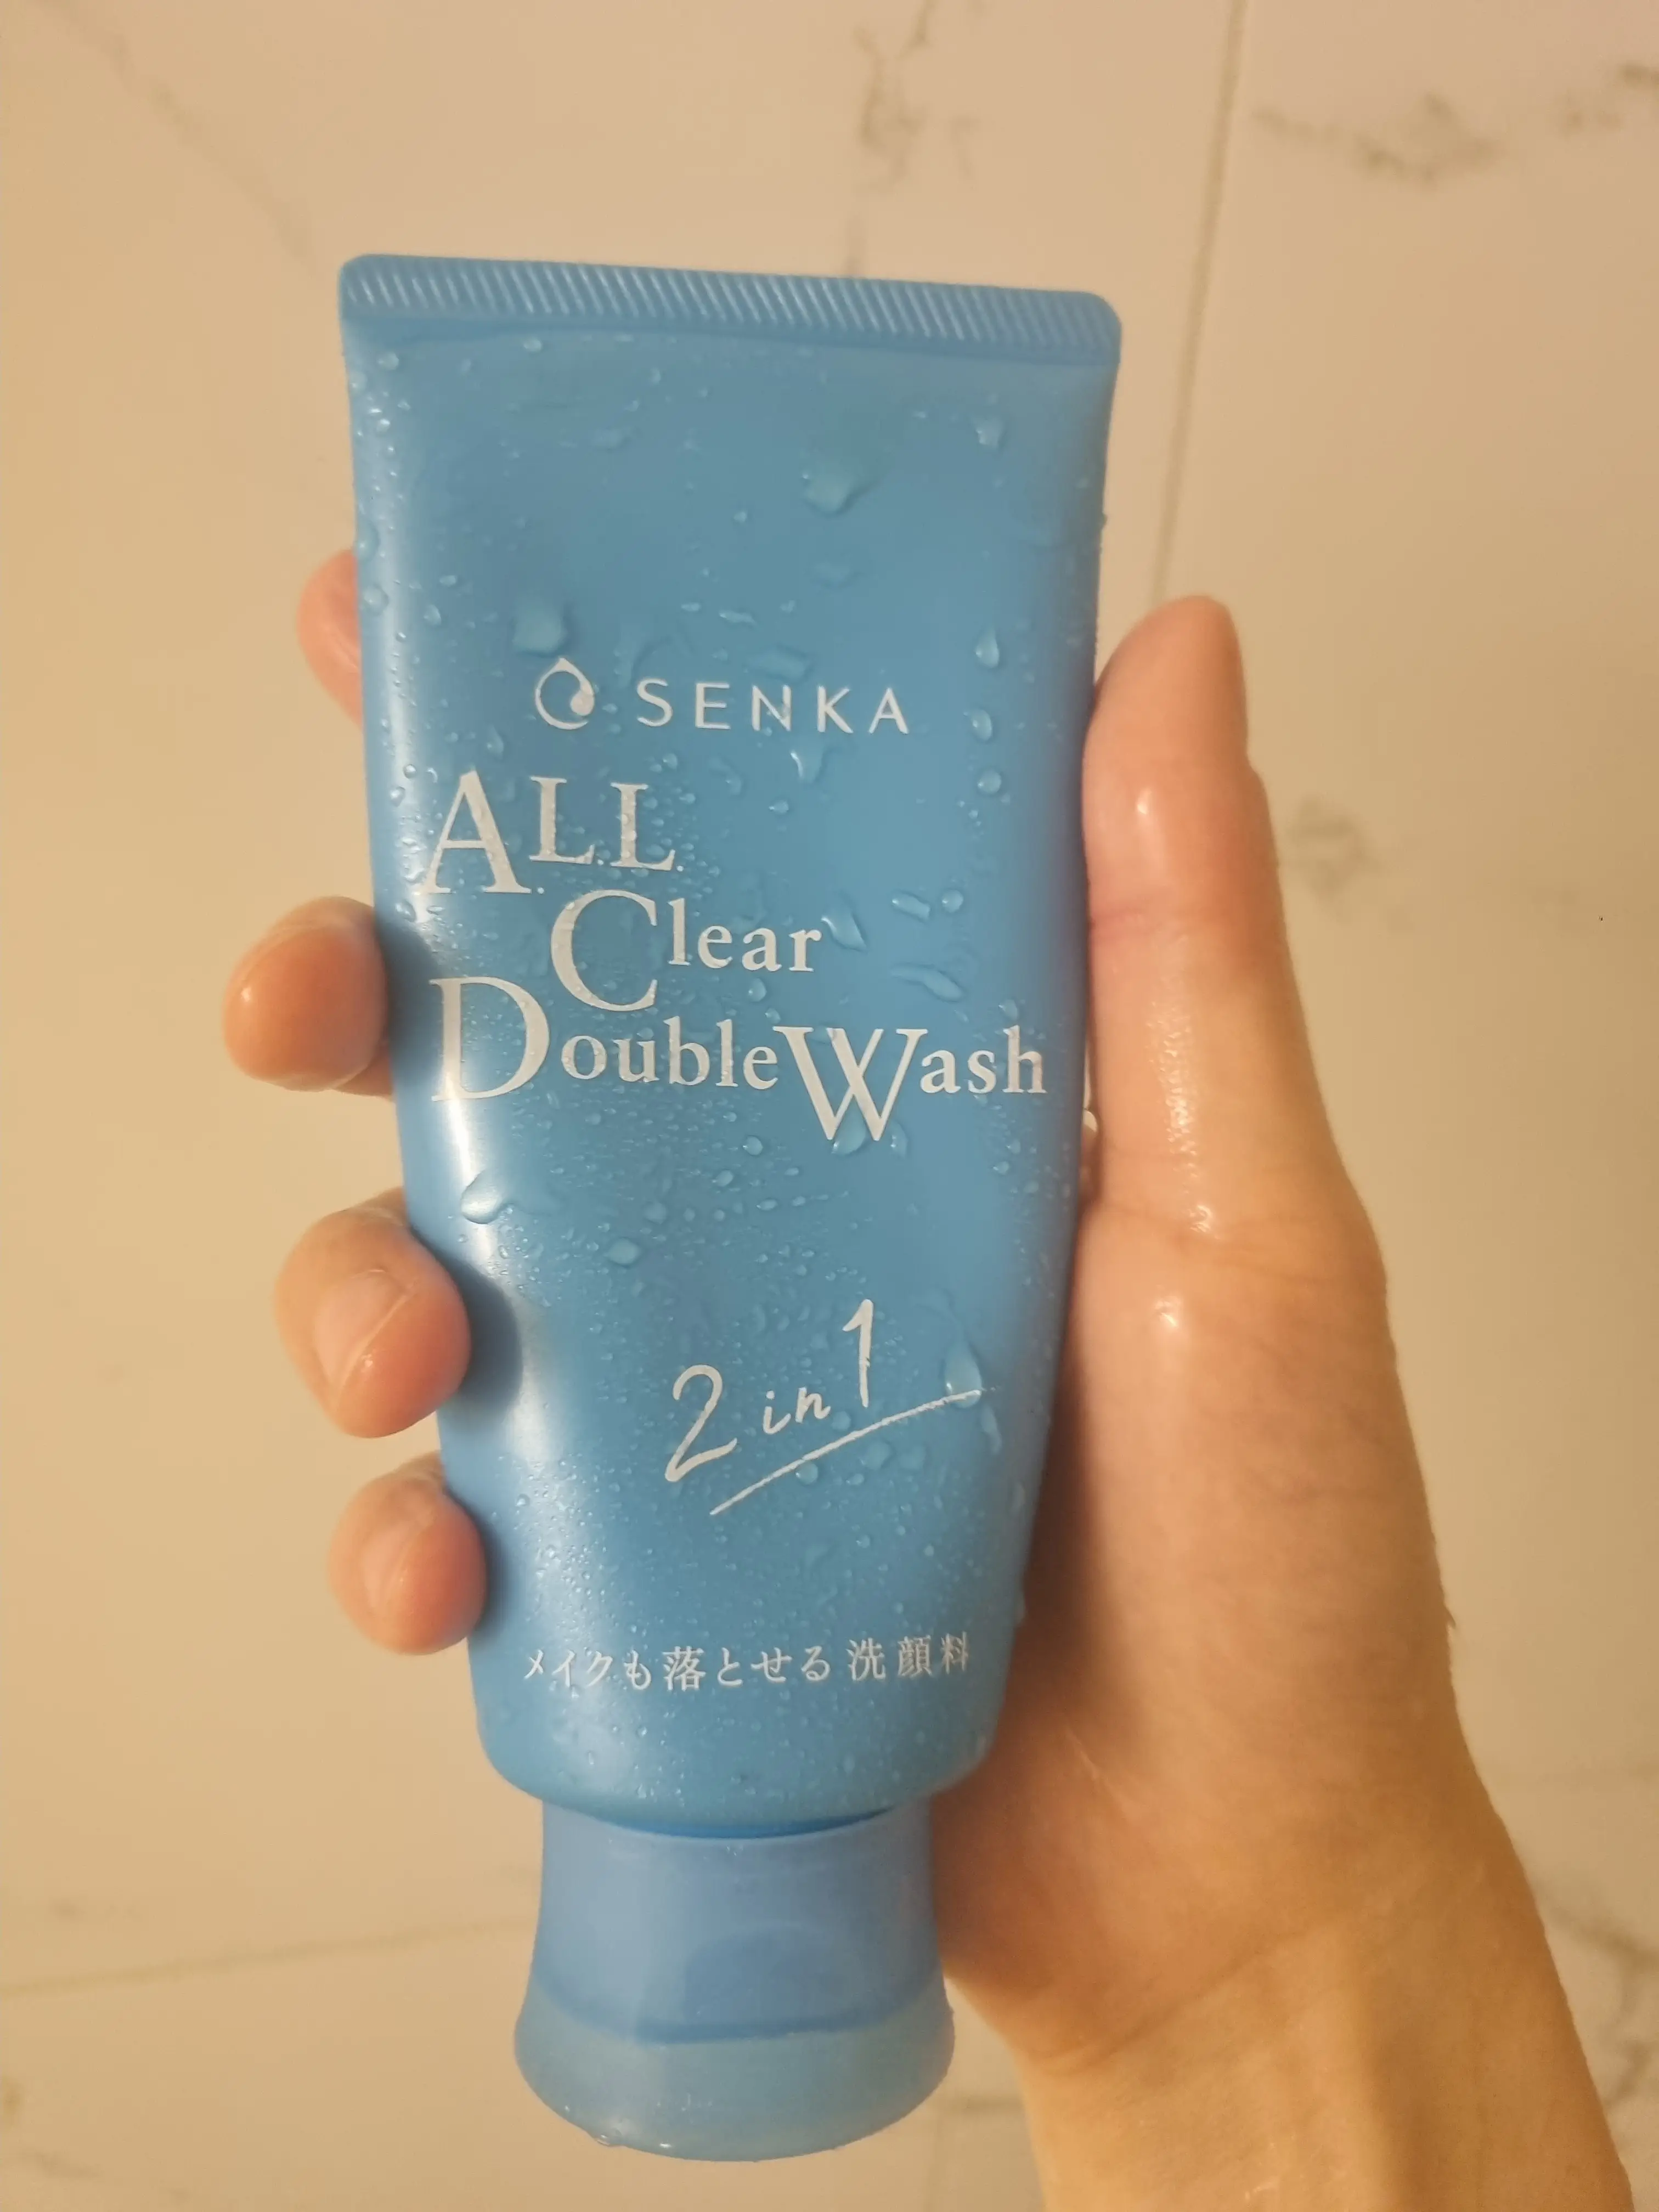 SENKA
ALL
Clear
Double Wash
2 in 1
メイクも落とせる洗顔料